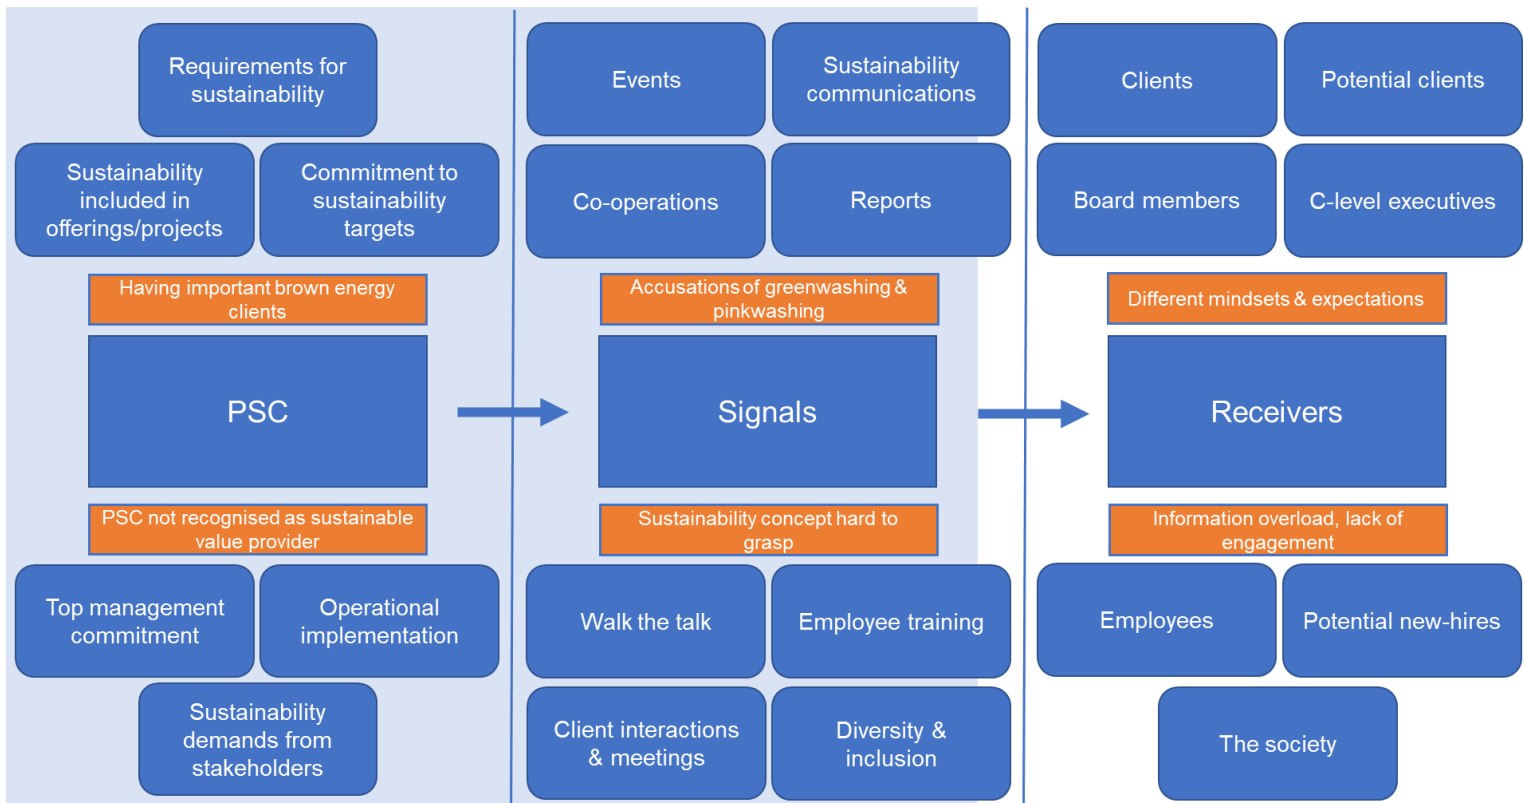 Requirements for
sustainability
Sustainability
included in
offerings/projects
Commitment to
sustainability
targets
Having important brown energy
clients
PSC
PSC not recognised as sustainable
value provider
Top management
commitment
Operational
implementation
Sustainability
demands from
stakeholders
Events
Sustainability
communications
Co-operations
Reports
Accusations of greenwashing &
pinkwashing
Signals
Sustainability concept hard to
grasp
Walk the talk
Employee training
Client interactions
& meetings
Diversity &
inclusion
Clients
Potential clients
Board members
C-level executives
Different mindsets & expectations
Receivers
Information overload, lack of
engagement
Employees
Potential new-hires
The society